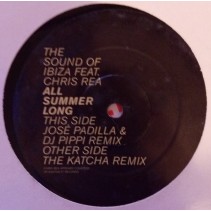 THE
SOUND OF
IBIZA FEAT.
CHRIS REA
ALL
SUMMER
LONG
THIS SIDE
JOSÉ PADILLA &
DJ PIPPI REMIX
OTHER SIDE
THE KATCHA REMIX